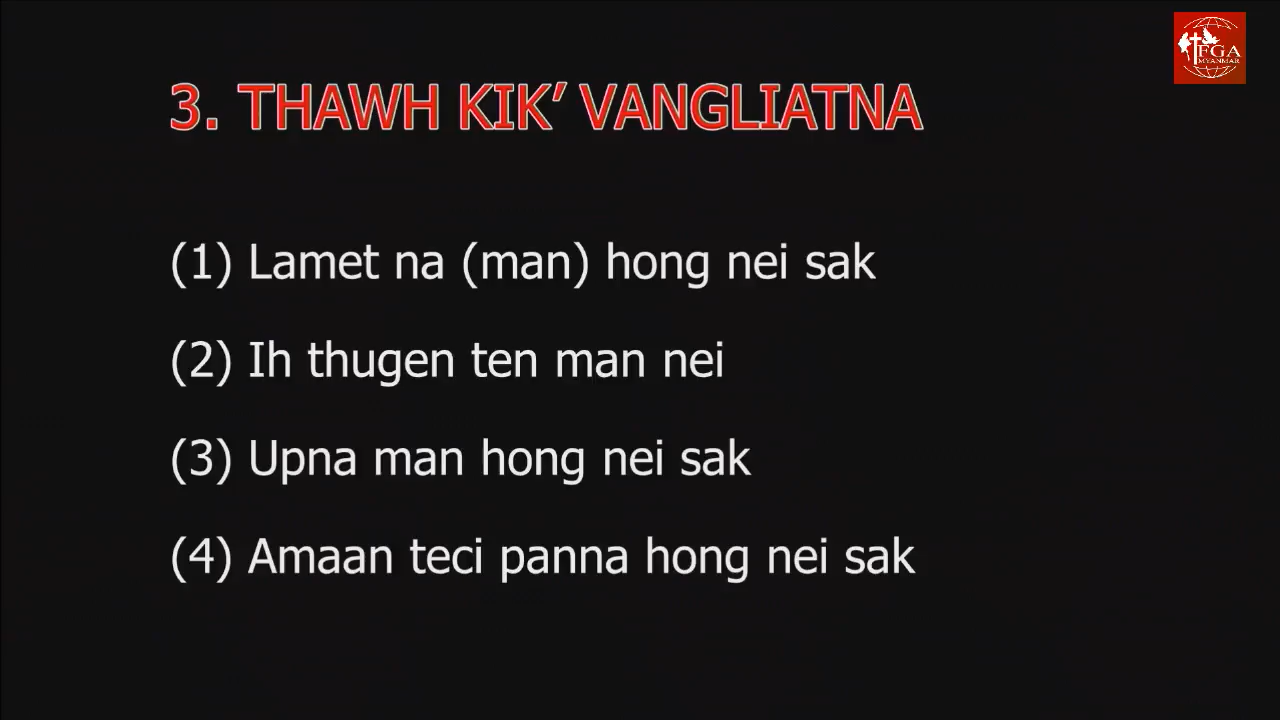 FGA
MYANMAR
3. THAWH KIK’ VANGLIATNA
(1) Lamet na (man) hong nei sak
(2) Ih thugen ten man nei
(3) Upna man hong nei sak
(4) Amaan teci panna hong nei sak